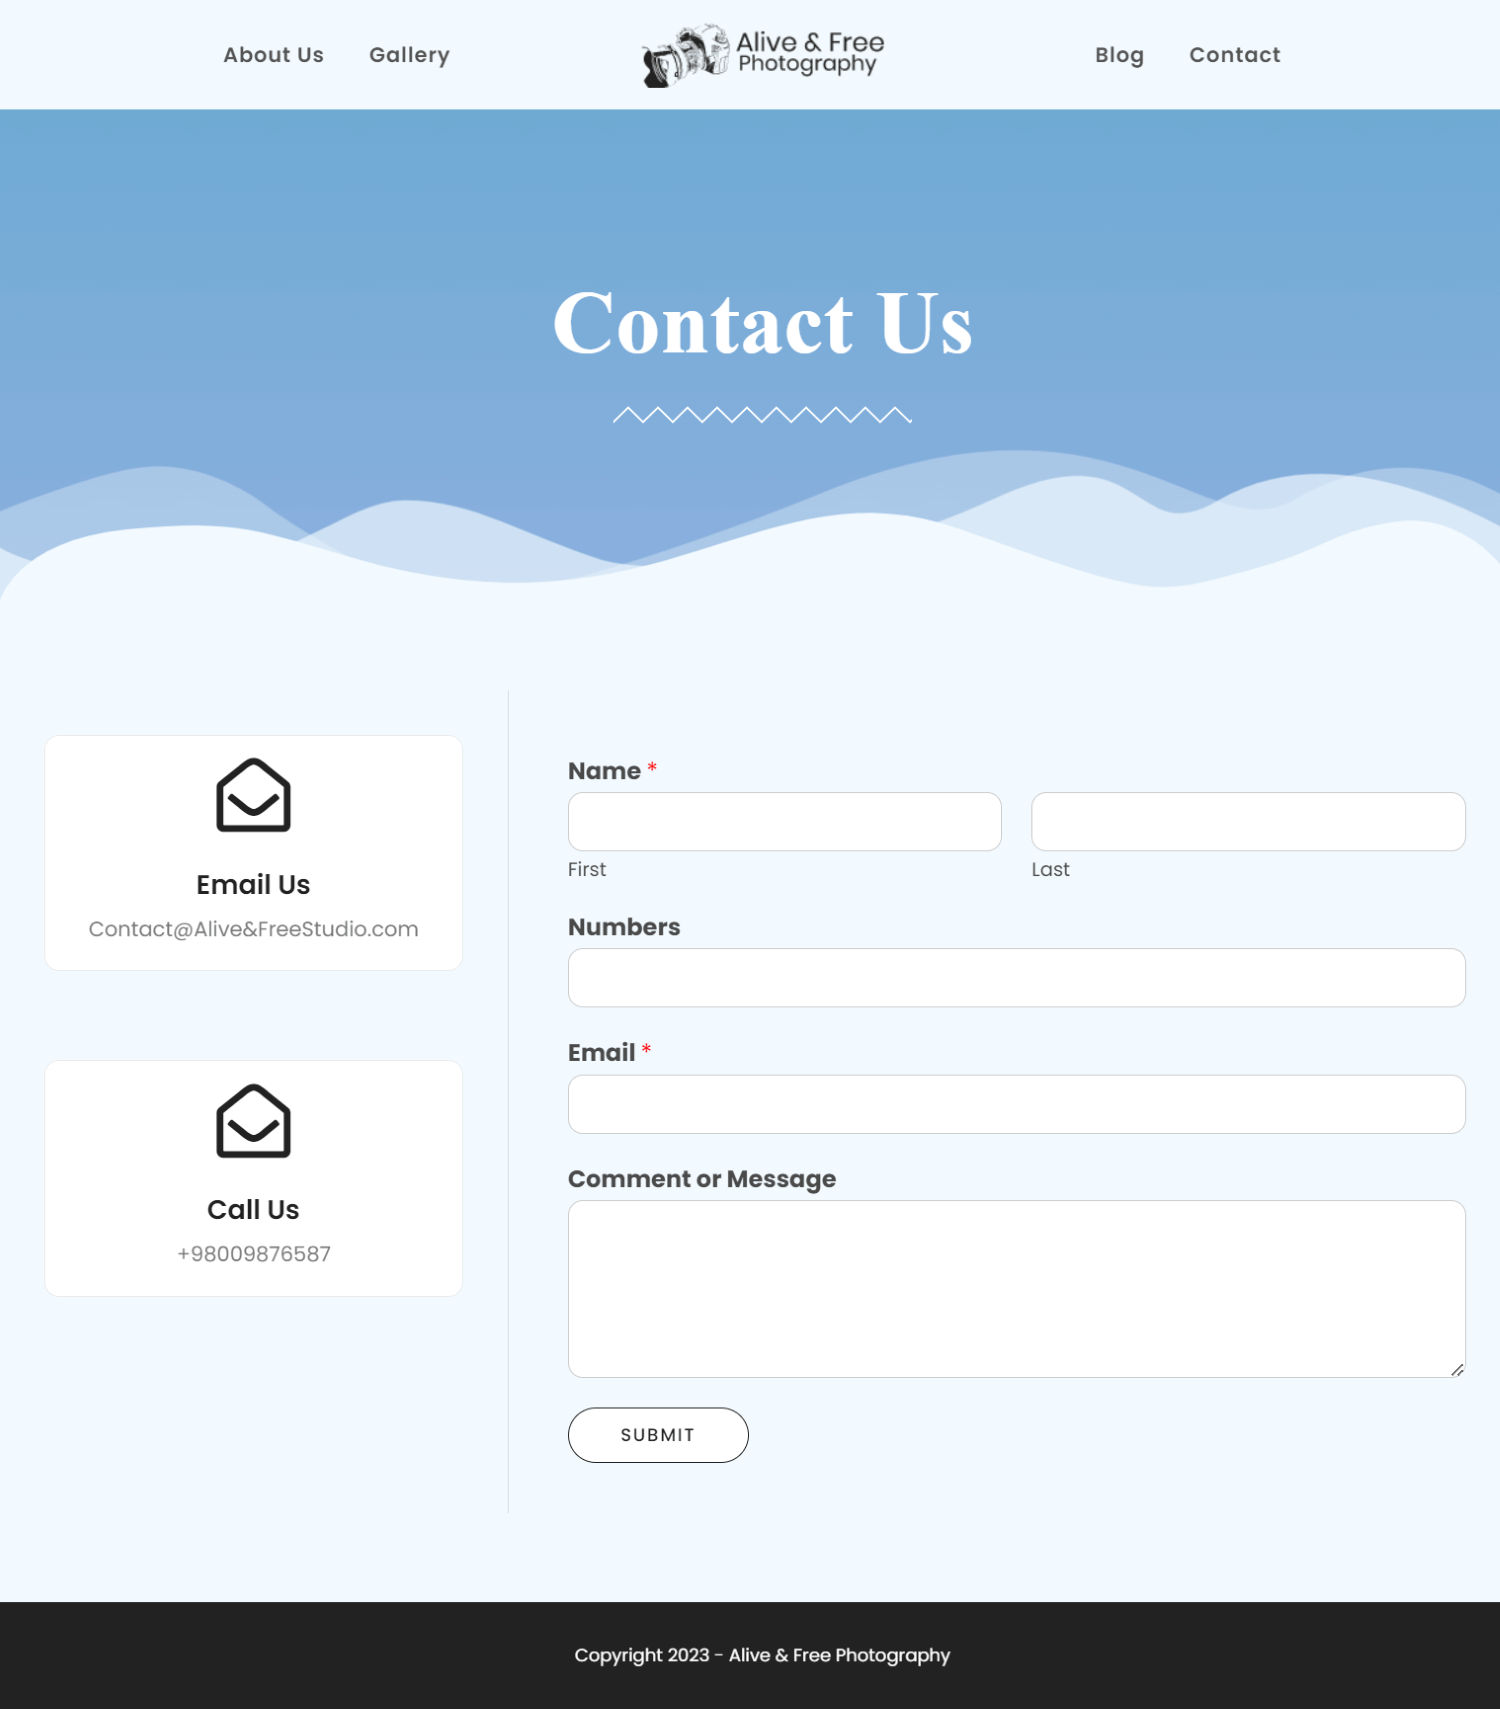 About Us
Gallery
Alive & Free
Photography
Blog
Contact
Contact Us
Email Us
Contact@Alive&FreeStudio.com
Call Us
+98009876587
Name *
First
Last
Numbers
Email *
Comment or Message
SUBMIT
Copyright 2023 - Alive & Free Photography